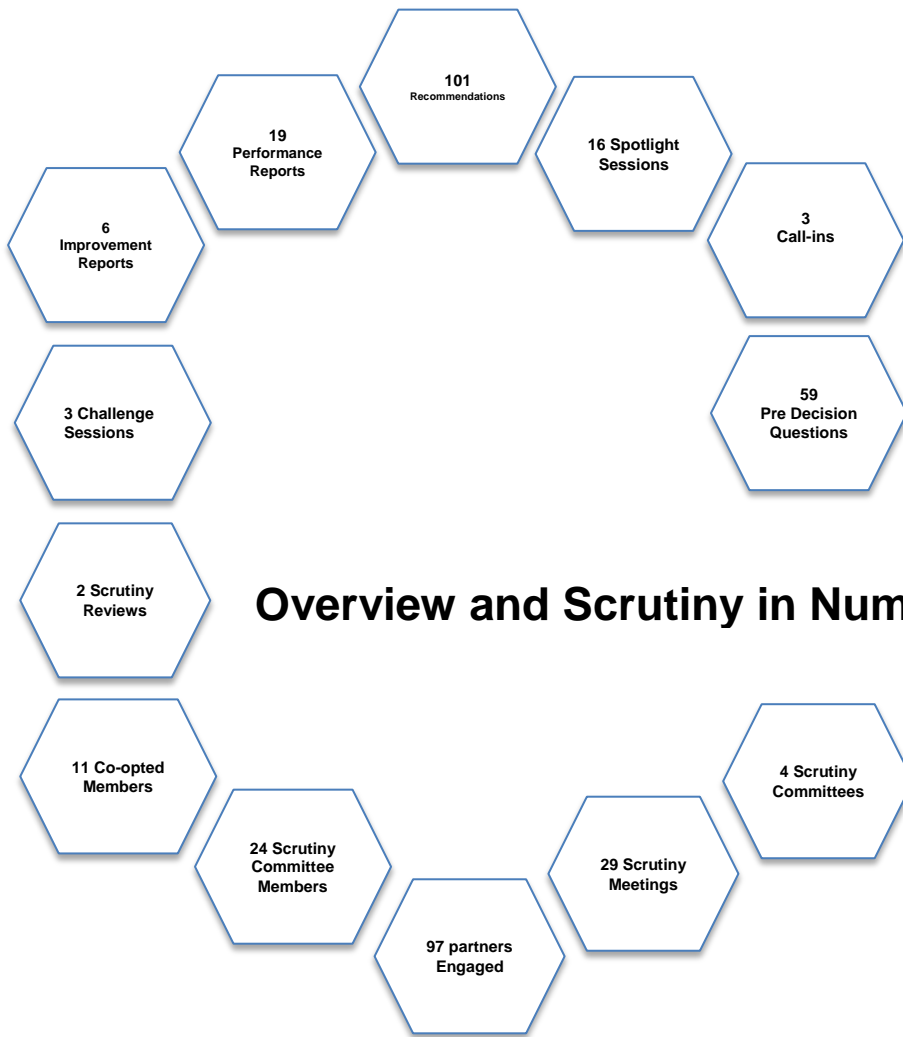 101
Recommendations
19
Performance
Reports
16 Spotlight
Sessions
6
Improvement
Reports
3
Call-ins
3 Challenge
Sessions
59
Pre Decision
Questions
2 Scrutiny
Reviews
Overview and Scrutiny in Num
11 Co-opted
Members
4 Scrutiny
Committees
24 Scrutiny
Committee
Members
29 Scrutiny
Meetings
97 partners
Engaged